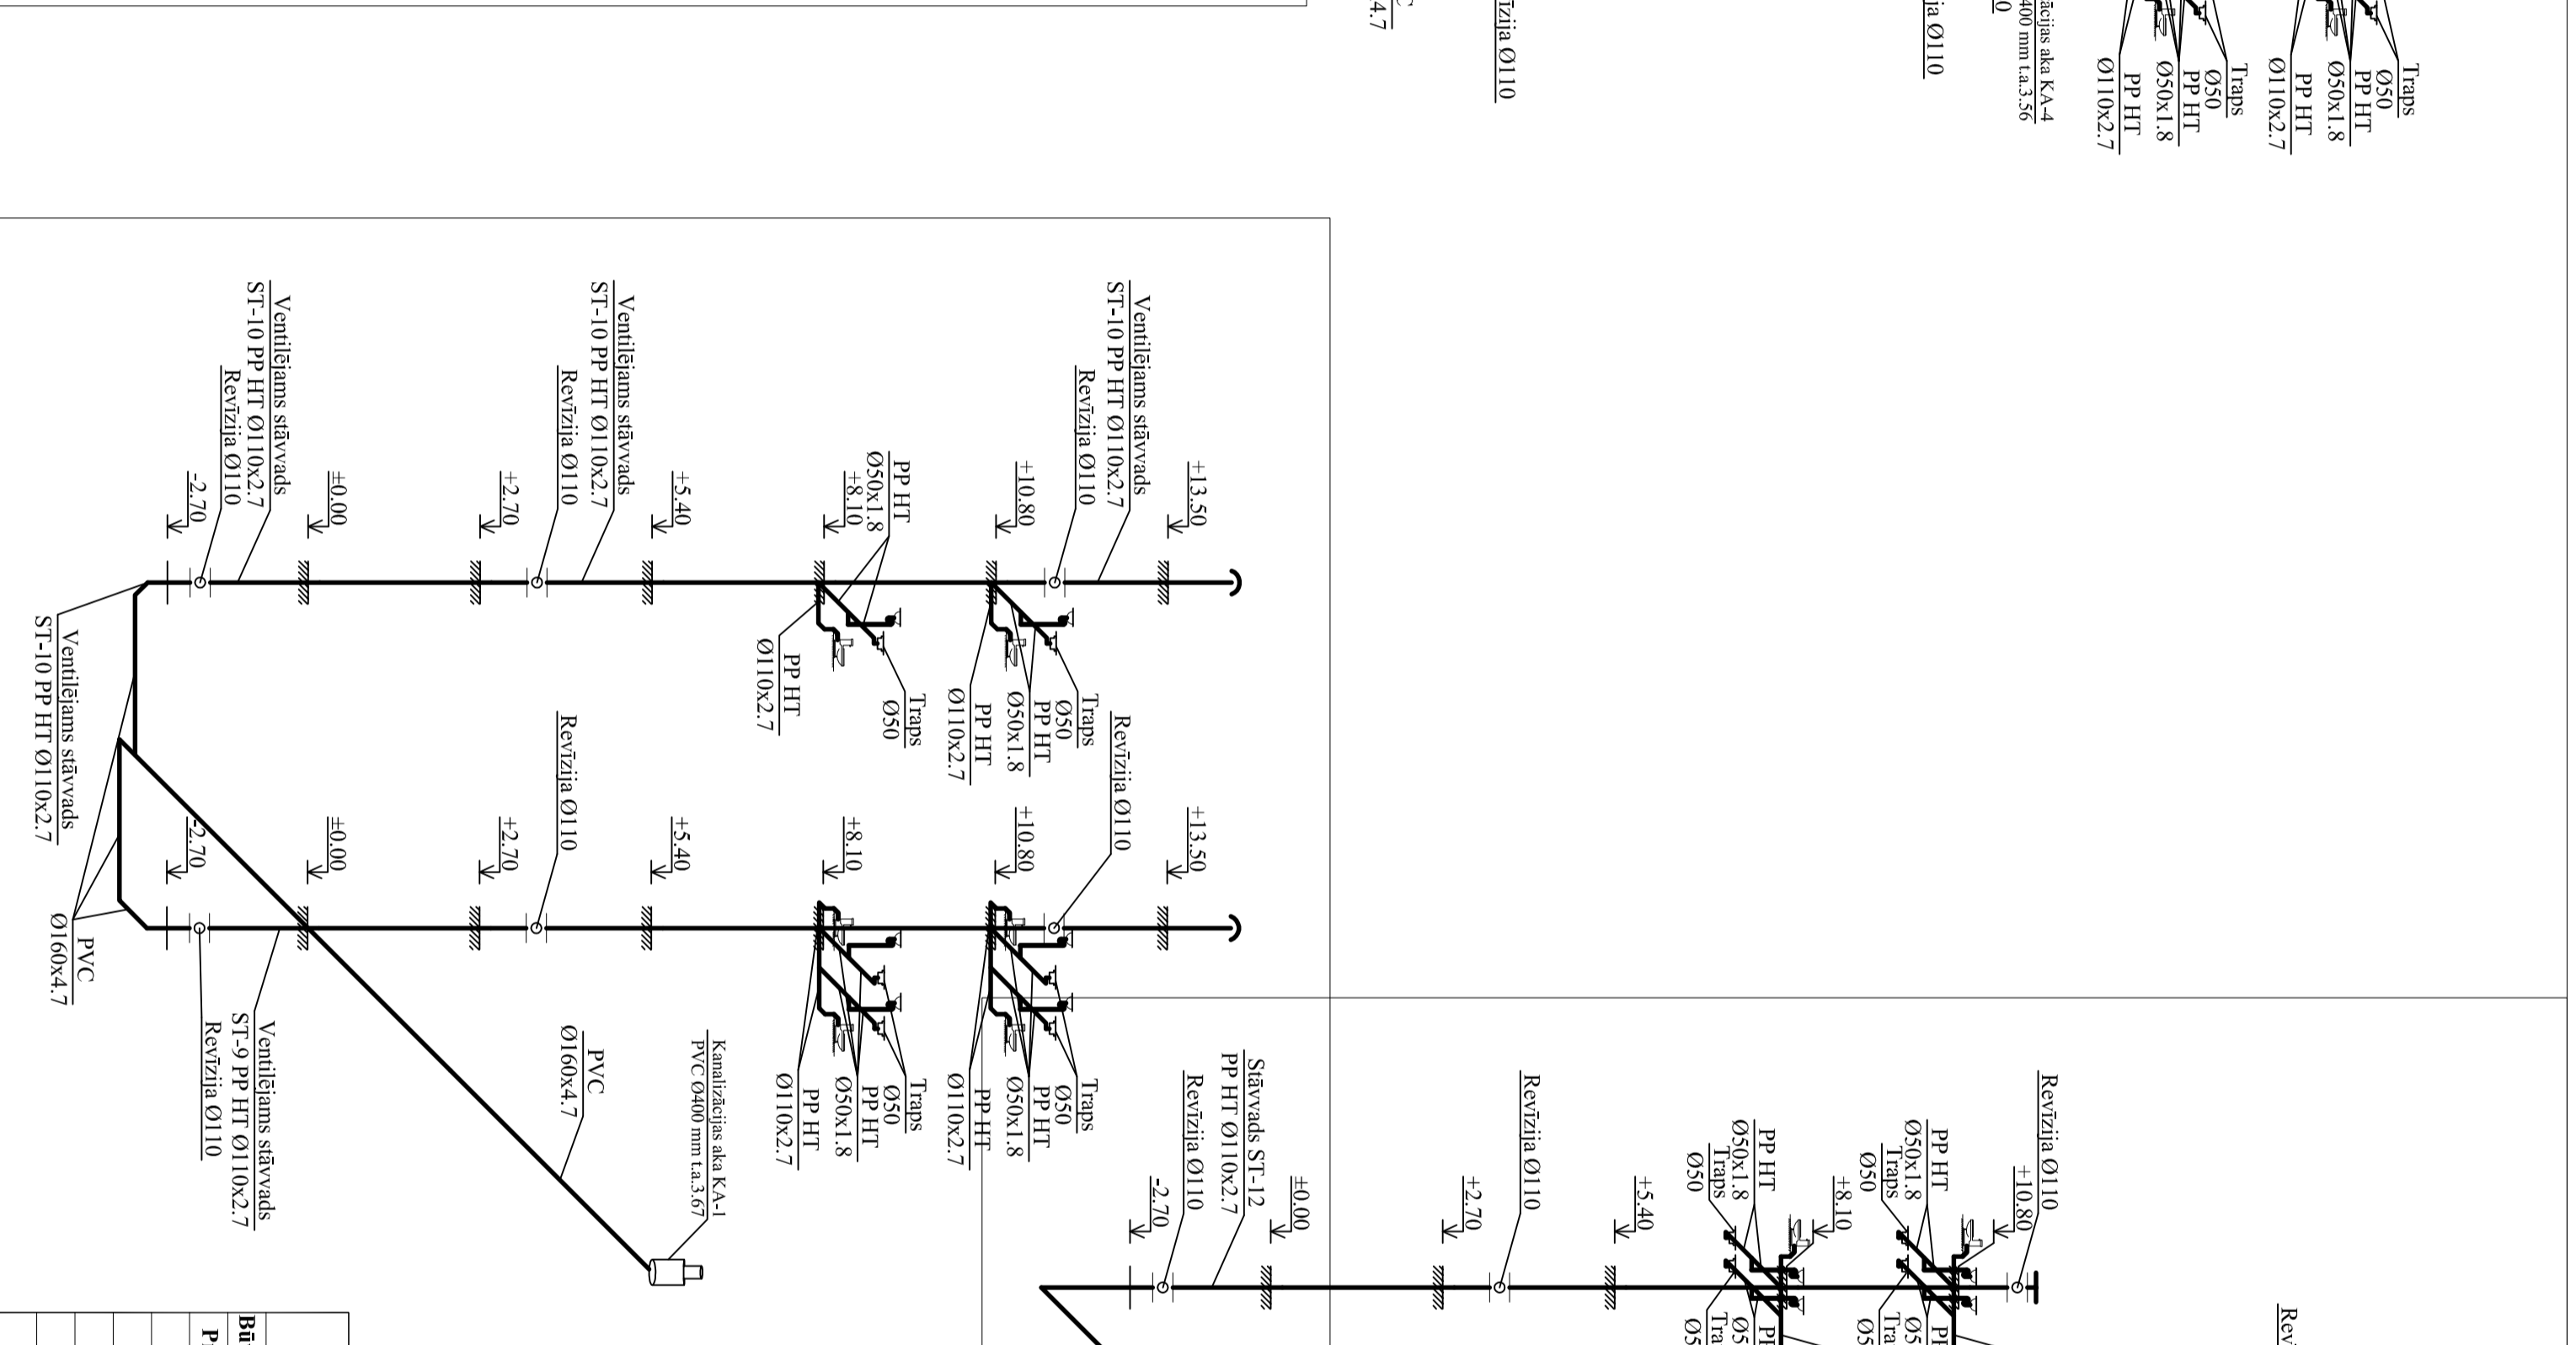 Traps
Ø50
PP HT
Ø50x1.8
PP HT
Ø110x2.7
Traps
Ø50
PP HT
Ø50x1.8
PP HT
Ø110x2.7
KA-4
400 mm t.a.3.56
Ø110
Ø110
4.7
Ventilējams stāvvads
ST-10 PP HT Ø110x2.7
Revīzija Ø110
Ventilējams stāvvads
ST-10 PP HT Ø110x2.7
Revīzija Ø110
Ventilējams stāvvads
ST-10 PP HT Ø110x2.7
Revīzija Ø110
+13.50
+10.80
PP HT
Ø50x1.8
+8.10
+5.40
+2.70
±0.00
-2.70
Traps
Ø50
PP HT
Ø50x1.8
PP HT
Ø110x2.7
Traps
Ø50
PP HT
Ø110x2.7
Ventilējams stāvvads
ST-10 PP HT Ø110x2.7
Revīzija Ø110
Revīzija Ø110
+13.50
+10.80
+8.10
+5.40
+2.70
±0.00
-2.70
PVC
Ø160x4.7
Traps
Ø50
PP HT
Ø50x1.8
PP HT
Ø110x2.7
Traps
Ø50
PP HT
Ø50x1.8
PP HT
Ø110x2.7
Kanalizācijas aka KA-1
PVC Ø400 mm t.a.3.67
PVC
Ø160x4.7
Ventilējams stāvvads
ST-9 PP HT Ø110x2.7
Revīzija Ø110
Revīzija Ø110
+10.80
PP HT
Ø50x1.8
Traps
Ø50
+8.10
PP HT
Ø50x1.8
Traps
Ø50
Revīzija Ø110
+5.40
+2.70
Stāvvads ST-12
PP HT Ø110x2.7
Revīzija Ø110
±0.00
-2.70